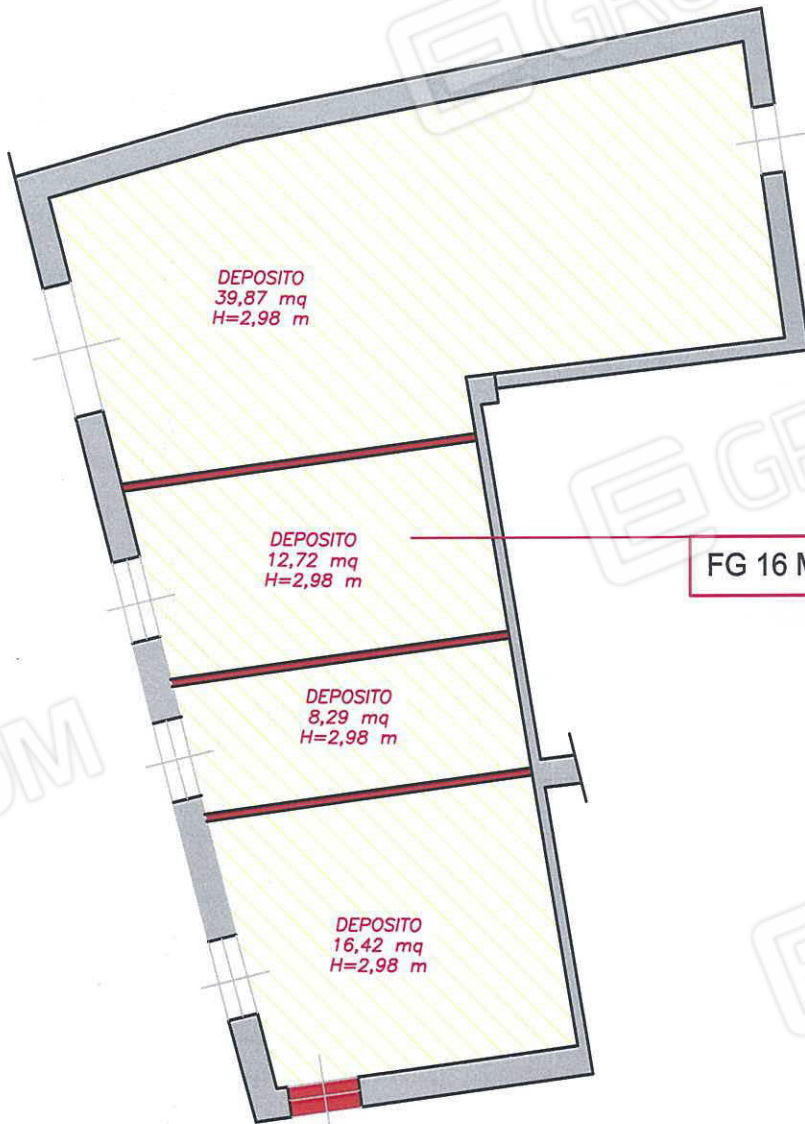 DEPOSITO
39,87 mq
H=2,98 m
DEPOSITO
12,72 mq
H=2,98 m
FG 16 M
DEPOSITO
8,29 mq
H=2,98 m
DEPOSITO
16,42 mq
H=2,98 m